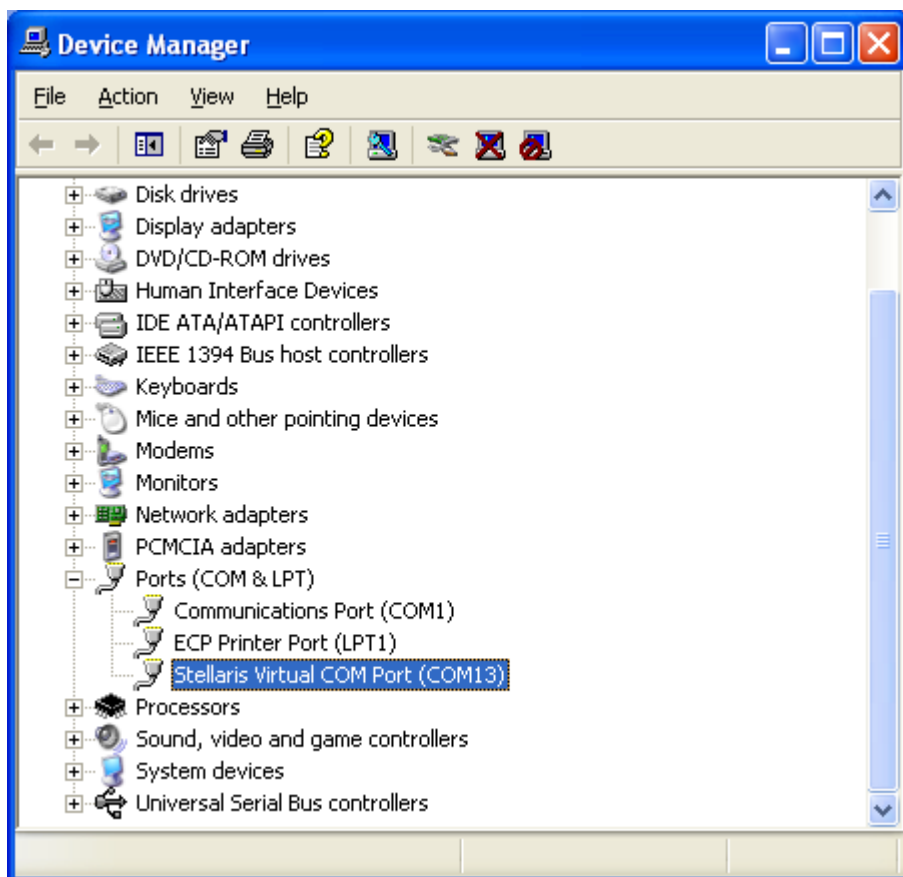 Device Manager
File Action View Help
Disk drives
Display adapters
DVD/CD-ROM drives
Human Interface Devices
IDE ATA/ATAPI controllers
IEEE 1394 Bus host controllers
Keyboards
Mice and other pointing devices
Modems
Monitors
Network adapters
PCMCIA adapters
Ports (COM & LPT)
Communications Port (COM1)
ECP Printer Port (LPT1)
Stellaris Virtual COM Port (COM13)
Processors
Sound, video and game controllers
System devices
Universal Serial Bus controllers